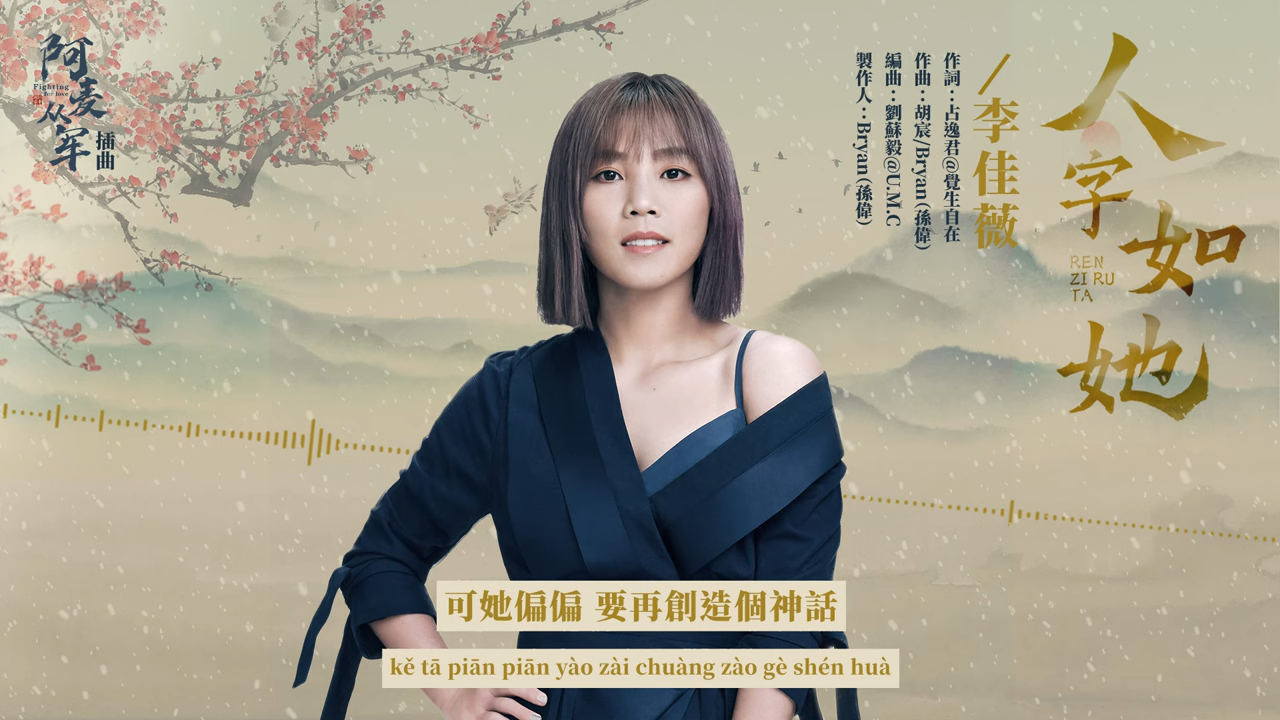 阿麦从军
Fighting
for love
插曲
人字如她
REN
ZI RU
TA
/李佳薇
作詞：占逸君@覺生自在
作曲：胡宸/Bryan(孫偉)
編曲：劉蘇毅@U.M.C
製作人：Bryan(孫偉)
可她偏偏 要再創造個神話
kě tā piān piān yào zài chuàng zào gè shén huà